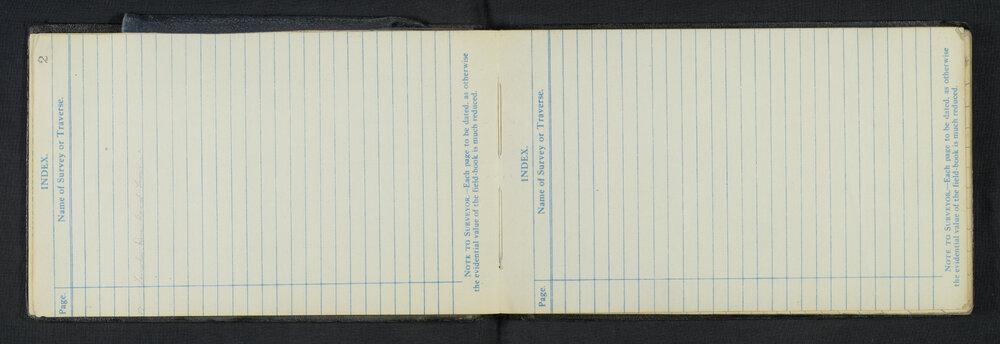 2
INDEX.
Page.
Name of Survey or Traverse.
NOTE TO SURVEYOR.—Each page to be dated, as otherwise
the evidential value of the field-book is much reduced.
INDEX.
Page.
Name of Survey or Traverse.
NOTE TO SURVEYOR.—Each page to be dated, as otherwise
the evidential value of the field-book is much reduced.